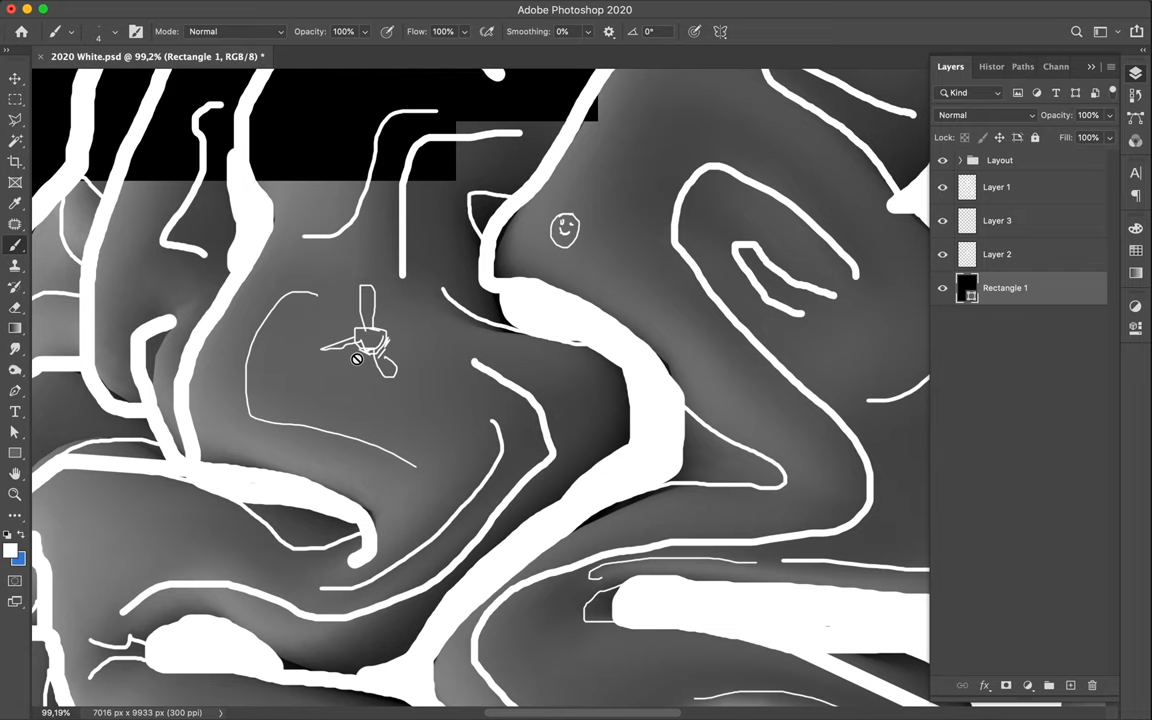 Adobe Photoshop 2020
4
Mode: Normal
Opacity: 100%
Flow: 100%
Smoothing: 0%
0°
2020 White.psd @ 99,2% (Rectangle 1, RGB/8) *
Layers Histor Paths Chann
Kind
Normal
Opacity: 100%
Lock:
Fill: 100%
Layout
Layer 1
Layer 3
Layer 2
Rectangle 1
fx
99,19% 7016 px x 9933 px (300 ppi)